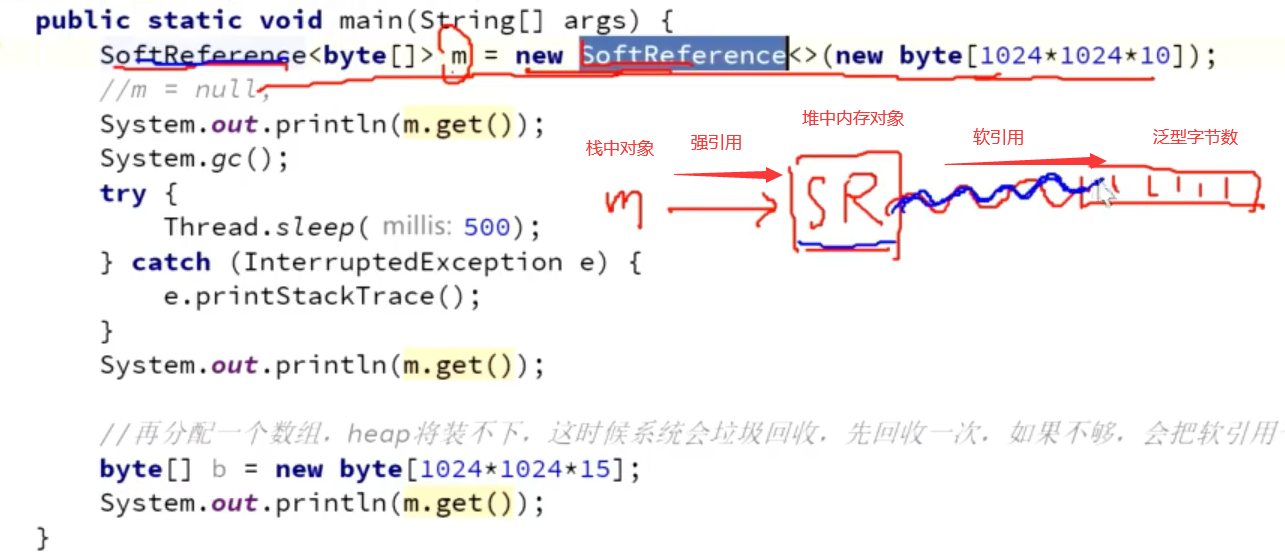 public static void main(String[] args) {
SoftReference<byte[]> m = new SoftReference<>(new byte[1024*1024*10]);
//m = null;
System.out.println(m.get());
堆中内存对象
栈中对象 强引用 软引用 泛型字节数
System.gc();
try {
m SR
Thread.sleep( millis: 500);
} catch (InterruptedException e) {
e.printStackTrace();
}
System.out.println(m.get());
//再分配一个数组，heap将装不下，这时候系统会垃圾回收，先回收一次，如果不够，会把软引用
byte[] b = new byte[1024*1024*15];
System.out.println(m.get());
}